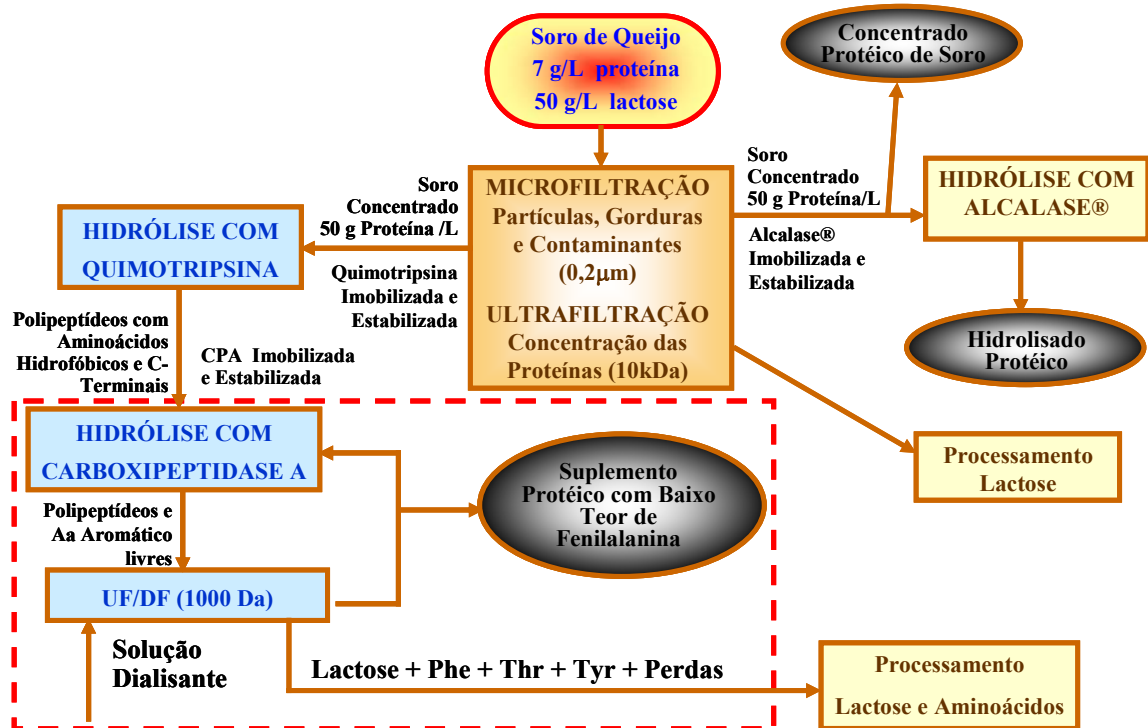 Soro de Queijo
7 g/L proteína
50 g/L lactose
Concentrado
Protéico de Soro
MICROFILTRAÇÃO
Partículas, Gorduras
e Contaminantes
(0,2µm)
ULTRAFILTRAÇÃO
Concentração das
Proteínas (10kDa)
Soro
Concentrado
50 g Proteína/L
Alcalase®
Imobilizada e
Estabilizada
HIDRÓLISE COM
ALCALASE®
Hidrolisado
Protéico
Processamento
Lactose
Soro
Concentrado
50 g Proteína /L
Quimotripsina
Imobilizada e
Estabilizada
HIDRÓLISE COM
QUIMOTRIPSINA
Polipeptídeos com
Aminoácidos
Hidrofóbicos e C-
Terminais
CPA Imobilizada
e Estabilizada
HIDRÓLISE COM
CARBOXIPEPTIDASE A
Polipeptídeos e
Aa Aromático
livres
Suplemento
Protéico com Baixo
Teor de
Fenilalanina
UF/DF (1000 Da)
Solução
Dialisante
Lactose + Phe + Thr + Tyr + Perdas
Processamento
Lactose e Aminoácidos